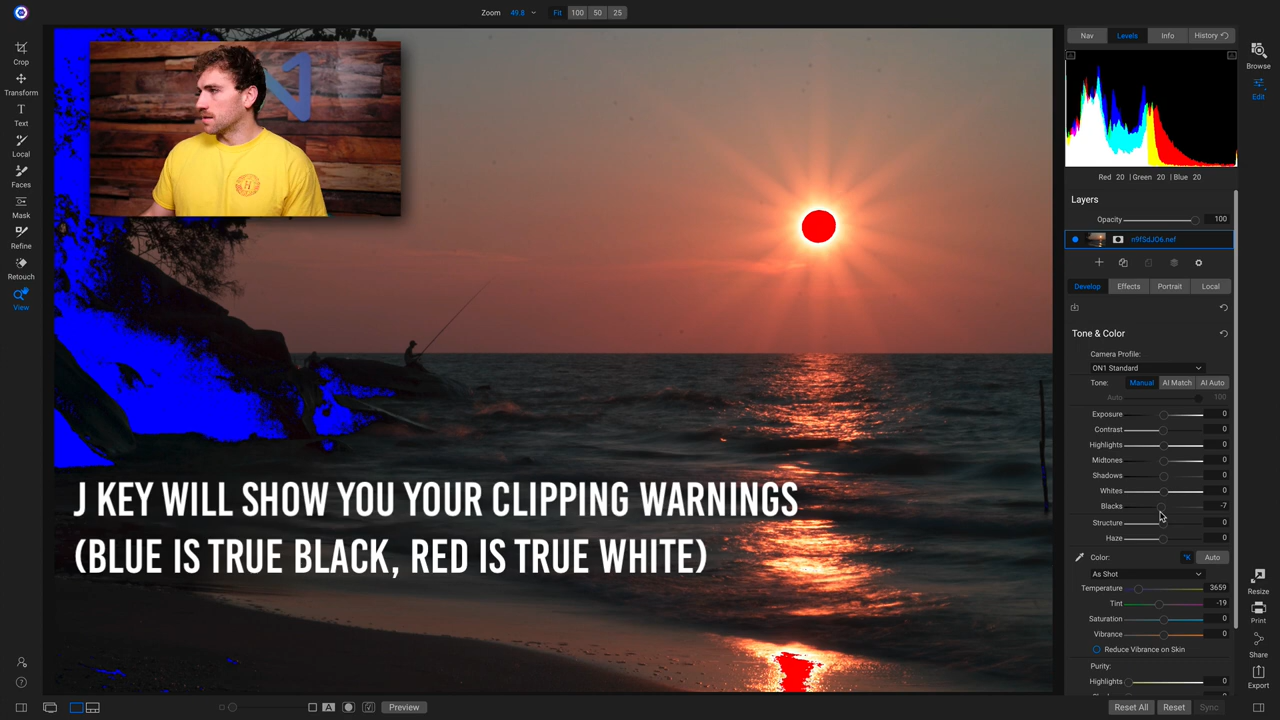 Zoom 49.8 Fit 100 50 25
Nav Levels Info History
Crop
Transform
Text
Local
Faces
Mask
Refine
Retouch
View
Browse
Edit
Red 20 | Green 20 | Blue 20
Layers
Opacity 100
Develop Effects Portrait Local
Tone & Color
Camera Profile:
ON1 Standard
Tone: Manual AI Match AI Auto
Auto 100
Exposure 0
Contrast 0
Highlights 0
Midtones 0
Shadows 0
Whites 0
Blacks -7
Structure 0
Haze 0
Color: °K Auto
As Shot
Temperature 3659
Tint -19
Saturation 0
Vibrance 0
Reduce Vibrance on Skin
Purity:
Highlights 0
J KEY WILL SHOW YOU YOUR CLIPPING WARNINGS
(BLUE IS TRUE BLACK, RED IS TRUE WHITE)
Resize
Print
Share
Export
A Preview
Reset All Reset Sync